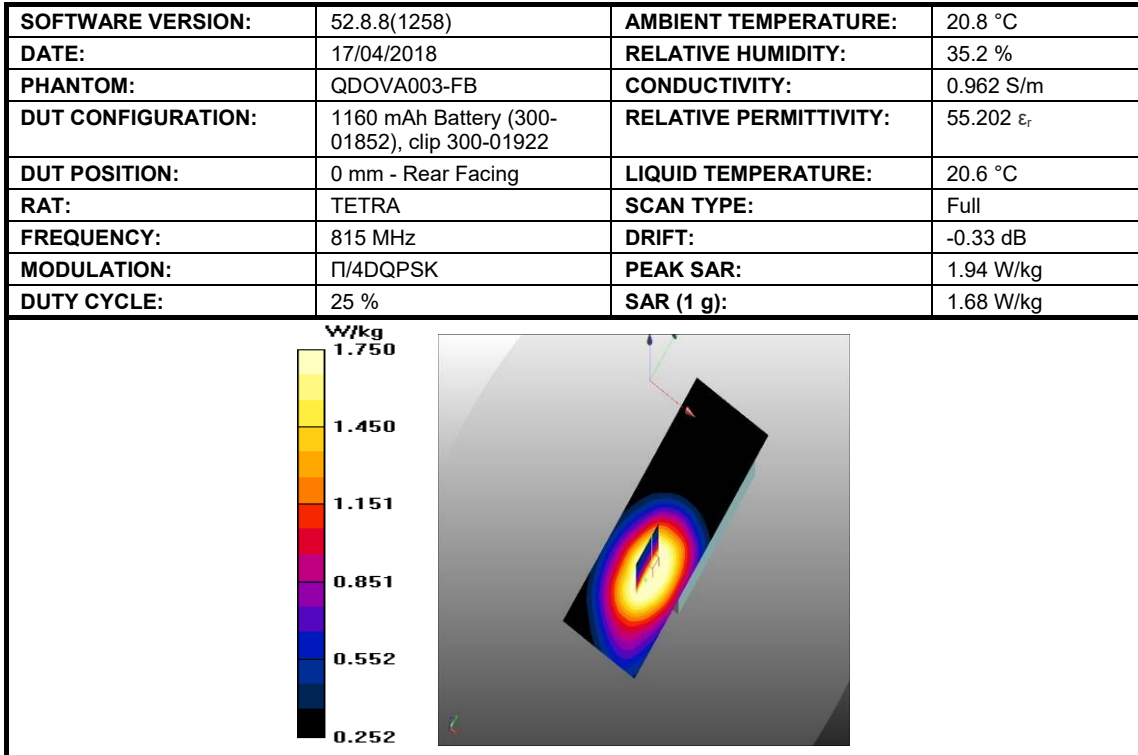 SOFTWARE VERSION: 52.8.8(1258) AMBIENT TEMPERATURE: 20.8 °C
DATE: 17/04/2018 RELATIVE HUMIDITY: 35.2 %
PHANTOM: QDOVA003-FB CONDUCTIVITY: 0.962 S/m
DUT CONFIGURATION: 1160 mAh Battery (300- RELATIVE PERMITTIVITY: 55.202 εr
01852), clip 300-01922
DUT POSITION: 0 mm - Rear Facing LIQUID TEMPERATURE: 20.6 °C
RAT: TETRA SCAN TYPE: Full
FREQUENCY: 815 MHz DRIFT: -0.33 dB
MODULATION: Π/4DQPSK PEAK SAR: 1.94 W/kg
DUTY CYCLE: 25 % SAR (1 g): 1.68 W/kg
W/kg
1.750
1.450
1.151
0.851
0.552
0.252